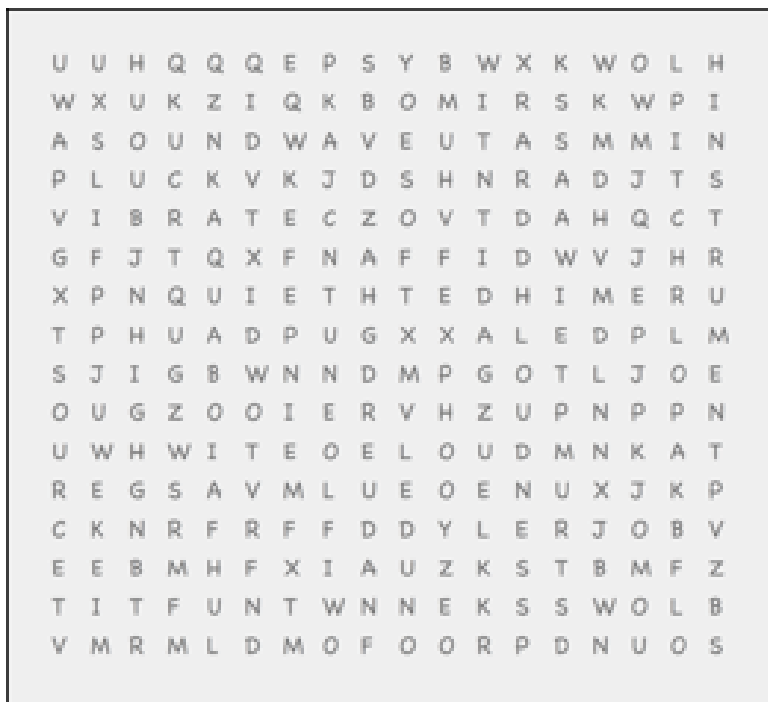 U U H Q Q Q E P S Y B W X K W O L H
W X U K Z I Q K B O M I R S K W P I
A S O U N D W A V E U T A S M M I N
P L U C K V K J D S H N R A D J T S
V I B R A T E C Z O V T D A H Q C T
G F J T Q X F N A F F I D W V J H R
X P N Q U I E T H T E D H I M E R U
T P H U A D P U G X X A L E D P L M
S J I G B W N N D M P G O T L J O E
O U G Z O O I E R V H Z U P N P P N
U W H W I T E O E L O U D M N K A T
R E G S A V M L U E O E N U X J K P
C K N R F R F F D D Y L E R J O B V
E E B M H F X I A U Z K S T B M F Z
T I T F U N T W N N E K S S W O L B
V M R M L D M O F O O R P D N U O S